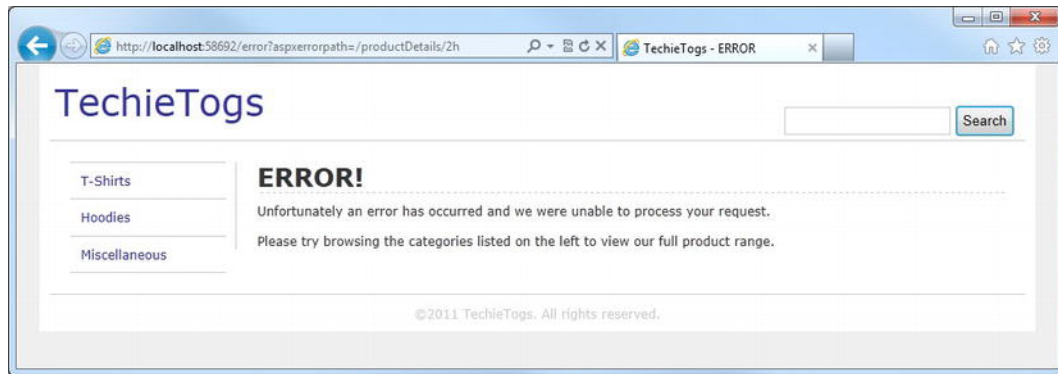 http://localhost:58692/error?aspxerrorpath=/productDetails/2h
TechieTogs - ERROR
TechieTogs
Search
T-Shirts
Hoodies
Miscellaneous
ERROR!
Unfortunately an error has occurred and we were unable to process your request.
Please try browsing the categories listed on the left to view our full product range.
©2011 TechieTogs. All rights reserved.